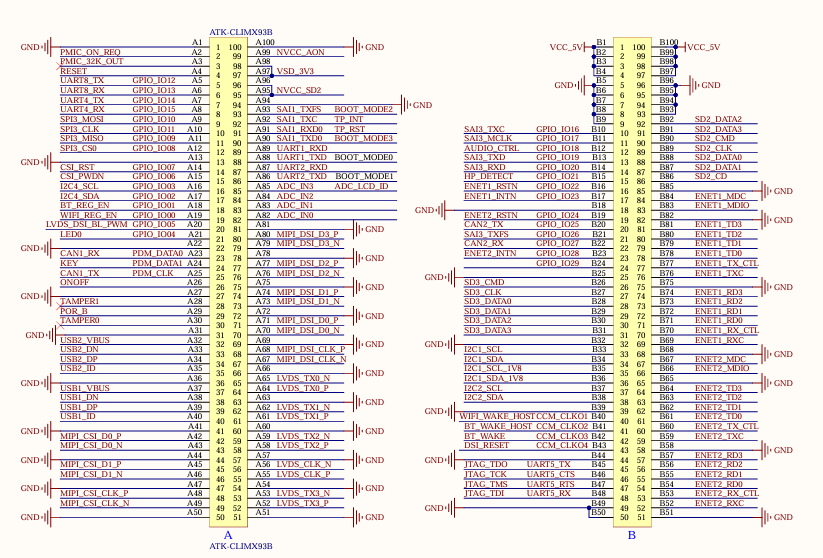 ATK-CLIMX93B
GND A1 1 100 A100 GND
PMIC_ON_REQ A2 2 99 A99 NVCC_AON
PMIC_32K_OUT A3 3 98 A98
RESET A4 4 97 A97 VSD_3V3
UART8_TX GPIO_IO12 A5 5 96 A96
UART8_RX GPIO_IO13 A6 6 95 A95 NVCC_SD2
UART4_TX GPIO_IO14 A7 7 94 A94 GND
UART4_RX GPIO_IO15 A8 8 93 A93 SAI1_TXFS BOOT_MODE2
SPI3_MOSI GPIO_IO10 A9 9 92 A92 SAI1_TXC TP_INT
SPI3_CLK GPIO_IO11 A10 10 91 A91 SAI1_RXD0 TP_RST
SPI3_MISO GPIO_IO09 A11 11 90 A90 SAI1_TXD0 BOOT_MODE3
SPI3_CS0 GPIO_IO08 A12 12 89 A89 UART1_RXD
GND A13 13 88 A88 UART1_TXD BOOT_MODE0
CSI_RST GPIO_IO07 A14 14 87 A87 UART2_RXD
CSI_PWDN GPIO_IO06 A15 15 86 A86 UART2_TXD BOOT_MODE1
I2C4_SCL GPIO_IO03 A16 16 85 A85 ADC_IN3 ADC_LCD_ID
I2C4_SDA GPIO_IO02 A17 17 84 A84 ADC_IN2
BT_REG_EN GPIO_IO01 A18 18 83 A83 ADC_IN1
WIFI_REG_EN GPIO_IO00 A19 19 82 A82 ADC_IN0
LVDS_DSI_BL_PWM GPIO_IO05 A20 20 81 A81 GND
LED0 GPIO_IO04 A21 21 80 A80 MIPI_DSI_D3_P
GND A22 22 79 A79 MIPI_DSI_D3_N
CAN1_RX PDM_DATA0 A23 23 78 A78 GND
KEY PDM_DATA1 A24 24 77 A77 MIPI_DSI_D2_P
CAN1_TX PDM_CLK A25 25 76 A76 MIPI_DSI_D2_N
ONOFF A26 26 75 A75 GND
GND A27 27 74 A74 MIPI_DSI_D1_P
TAMPER1 A28 28 73 A73 MIPI_DSI_D1_N
POR_B A29 29 72 A72 GND
TAMPER0 A30 30 71 A71 MIPI_DSI_D0_P
GND A31 31 70 A70 MIPI_DSI_D0_N
USB2_VBUS A32 32 69 A69 GND
USB2_DN A33 33 68 A68 MIPI_DSI_CLK_P
USB2_DP A34 34 67 A67 MIPI_DSI_CLK_N
USB2_ID A35 35 66 A66 GND
GND A36 36 65 A65 LVDS_TX0_N
USB1_VBUS A37 37 64 A64 LVDS_TX0_P
USB1_DN A38 38 63 A63 GND
USB1_DP A39 39 62 A62 LVDS_TX1_N
USB1_ID A40 40 61 A61 LVDS_TX1_P
GND A41 41 60 A60 GND
MIPI_CSI_D0_P A42 42 59 A59 LVDS_TX2_N
MIPI_CSI_D0_N A43 43 58 A58 LVDS_TX2_P
GND A44 44 57 A57 GND
MIPI_CSI_D1_P A45 45 56 A56 LVDS_CLK_N
MIPI_CSI_D1_N A46 46 55 A55 LVDS_CLK_P
GND A47 47 54 A54 GND
MIPI_CSI_CLK_P A48 48 53 A53 LVDS_TX3_N
MIPI_CSI_CLK_N A49 49 52 A52 LVDS_TX3_P
GND A50 50 51 A51 GND
A
ATK-CLIMX93B
VCC_5V B1 1 100 B100 VCC_5V
B2 2 99 B99
B3 3 98 B98
B4 4 97 B97
GND B5 5 96 B96 GND
B6 6 95 B95
B7 7 94 B94
B8 8 93 B93
B9 9 92 B92 SD2_DATA2
SAI3_TXC GPIO_IO16 B10 10 91 B91 SD2_DATA3
SAI3_MCLK GPIO_IO17 B11 11 90 B90 SD2_CMD
AUDIO_CTRL GPIO_IO18 B12 12 89 B89 SD2_CLK
SAI3_TXD GPIO_IO19 B13 13 88 B88 SD2_DATA0
SAI3_RXD GPIO_IO20 B14 14 87 B87 SD2_DATA1
HP_DETECT GPIO_IO21 B15 15 86 B86 SD2_CD
ENET1_RSTN GPIO_IO22 B16 16 85 B85 GND
ENET1_INTN GPIO_IO23 B17 17 84 B84 ENET1_MDC
GND B18 18 83 B83 ENET1_MDIO
ENET2_RSTN GPIO_IO24 B19 19 82 B82 GND
CAN2_TX GPIO_IO25 B20 20 81 B81 ENET1_TD3
SAI3_TXFS GPIO_IO26 B21 21 80 B80 ENET1_TD2
CAN2_RX GPIO_IO27 B22 22 79 B79 ENET1_TD1
ENET2_INTN GPIO_IO28 B23 23 78 B78 ENET1_TD0
GPIO_IO29 B24 24 77 B77 ENET1_TX_CTL
GND B25 25 76 B76 ENET1_TXC
SD3_CMD B26 26 75 B75 GND
SD3_CLK B27 27 74 B74 ENET1_RD3
SD3_DATA0 B28 28 73 B73 ENET1_RD2
SD3_DATA1 B29 29 72 B72 ENET1_RD1
SD3_DATA2 B30 30 71 B71 ENET1_RD0
SD3_DATA3 B31 31 70 B70 ENET1_RX_CTL
GND B32 32 69 B69 ENET1_RXC
I2C1_SCL B33 33 68 B68 GND
I2C1_SDA B34 34 67 B67 ENET2_MDC
I2C1_SCL_1V8 B35 35 66 B66 ENET2_MDIO
I2C1_SDA_1V8 B36 36 65 B65 GND
I2C2_SCL B37 37 64 B64 ENET2_TD3
I2C2_SDA B38 38 63 B63 ENET2_TD2
GND B39 39 62 B62 ENET2_TD1
WIFI_WAKE_HOST CCM_CLKO1 B40 40 61 B61 ENET2_TD0
BT_WAKE_HOST CCM_CLKO2 B41 41 60 B60 ENET2_TX_CTL
BT_WAKE CCM_CLKO3 B42 42 59 B59 ENET2_TXC
DSI_RESET CCM_CLKO4 B43 43 58 B58 GND
GND B44 44 57 B57 ENET2_RD3
JTAG_TDO UART5_TX B45 45 56 B56 ENET2_RD2
JTAG_TCK UART5_CTS B46 46 55 B55 ENET2_RD1
JTAG_TMS UART5_RTS B47 47 54 B54 ENET2_RD0
JTAG_TDI UART5_RX B48 48 53 B53 ENET2_RX_CTL
GND B49 49 52 B52 ENET2_RXC
B50 50 51 B51 GND
B